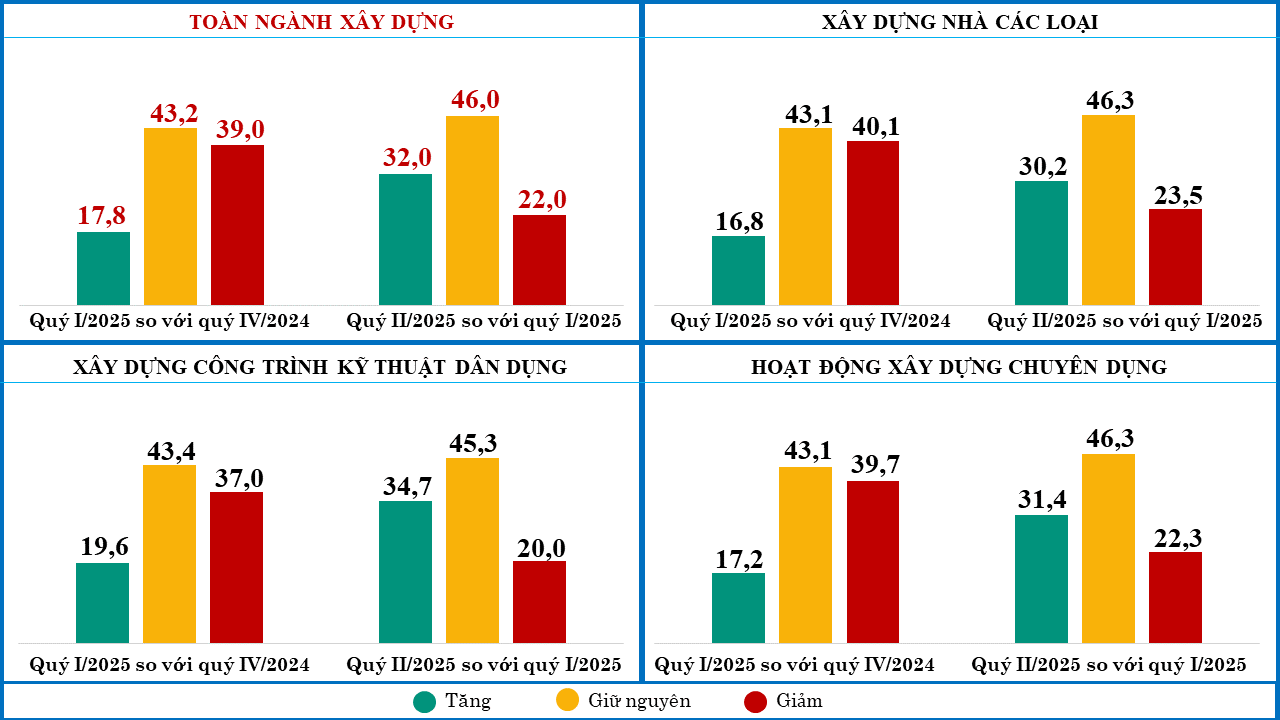 TOÀN NGÀNH XÂY DỰNG
43,2
39,0
17,8
46,0
32,0
22,0
Quý I/2025 so với quý IV/2024
Quý II/2025 so với quý I/2025
XÂY DỰNG NHÀ CÁC LOẠI
43,1
40,1
16,8
46,3
30,2
23,5
Quý I/2025 so với quý IV/2024
Quý II/2025 so với quý I/2025
XÂY DỰNG CÔNG TRÌNH KỸ THUẬT DÂN DỤNG
43,4
37,0
19,6
45,3
34,7
20,0
Quý I/2025 so với quý IV/2024
Quý II/2025 so với quý I/2025
HOẠT ĐỘNG XÂY DỰNG CHUYÊN DỤNG
43,1
39,7
17,2
46,3
31,4
22,3
Quý I/2025 so với quý IV/2024
Quý II/2025 so với quý I/2025
Tăng
Giữ nguyên
Giảm